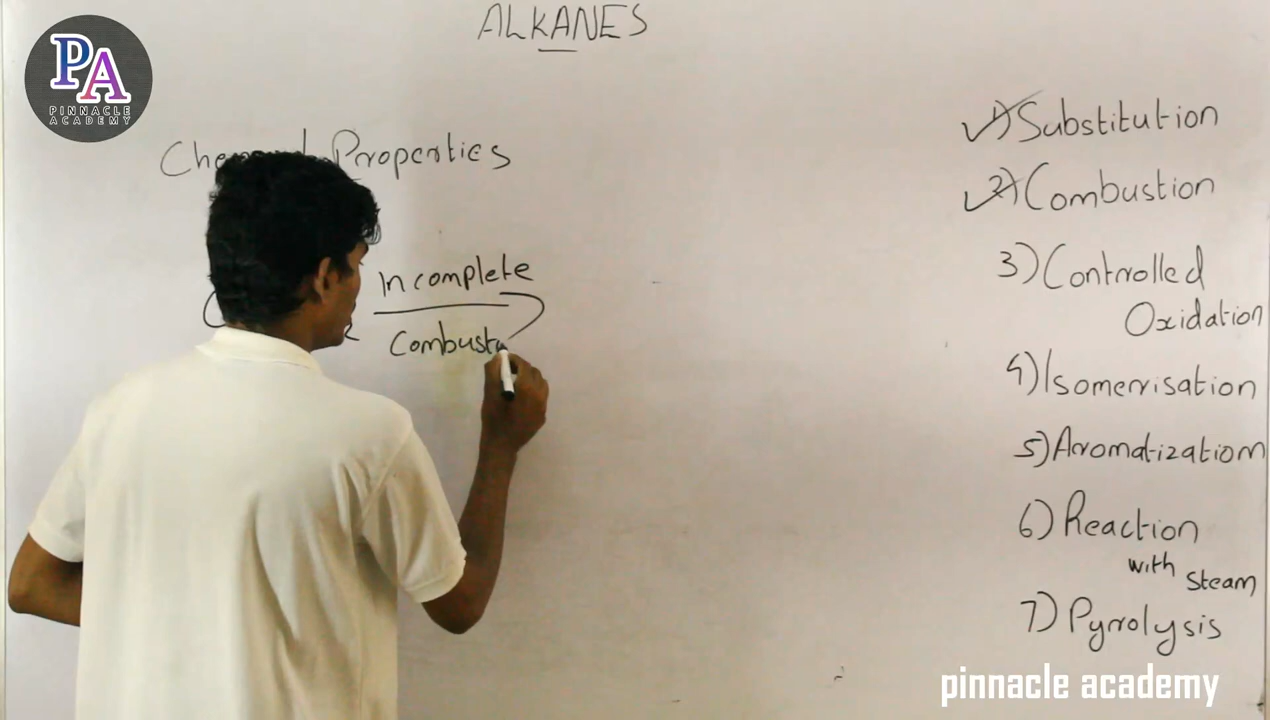 ALKANES
PA
PINNACLE
ACADEMY
Properties
Incomplete
1) Substitution
2) Combustion
3) Controlled
Oxidation
4) Isomerisation
5) Aromatization
6) Reaction
with steam
7) Pyrolysis
pinnacle academy